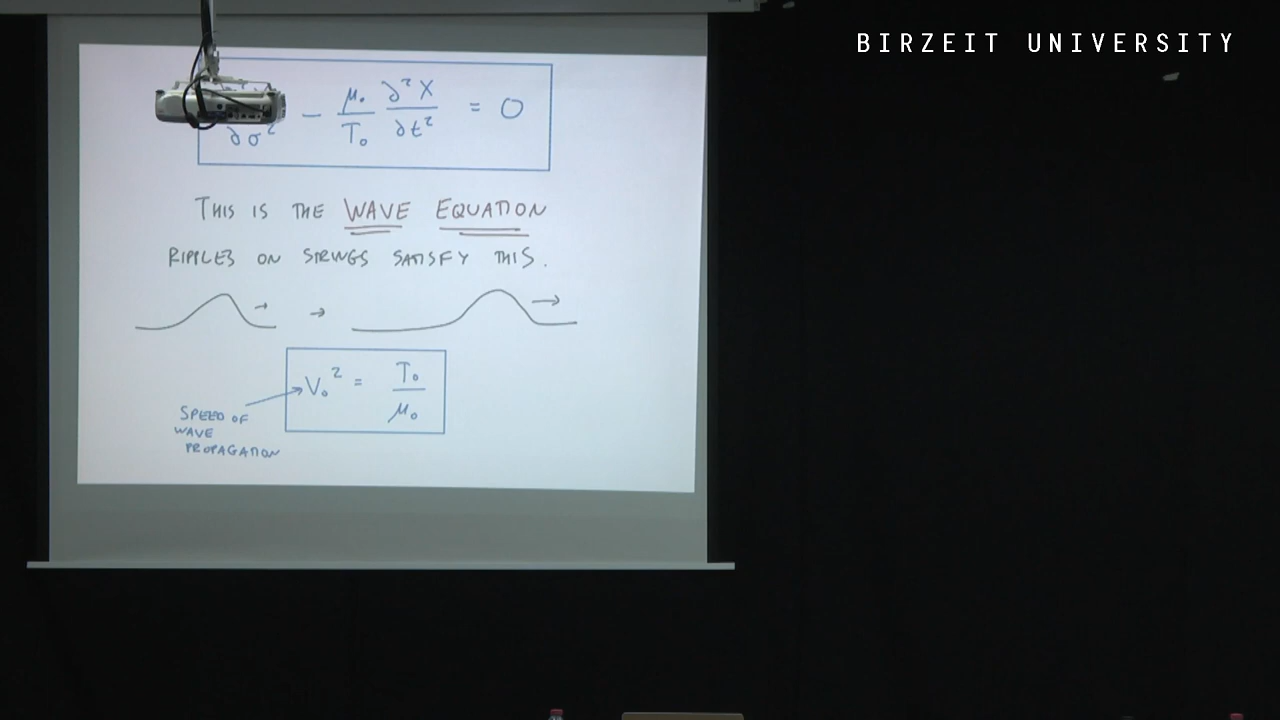 BIRZEIT UNIVERSITY
∂σ² − μ₀/T₀ ∂²X/∂t² = 0
THIS IS THE WAVE EQUATION
RIPPLES ON STRINGS SATISFY THIS.
V₀² = T₀/μ₀
SPEED OF
WAVE
PROPAGATION